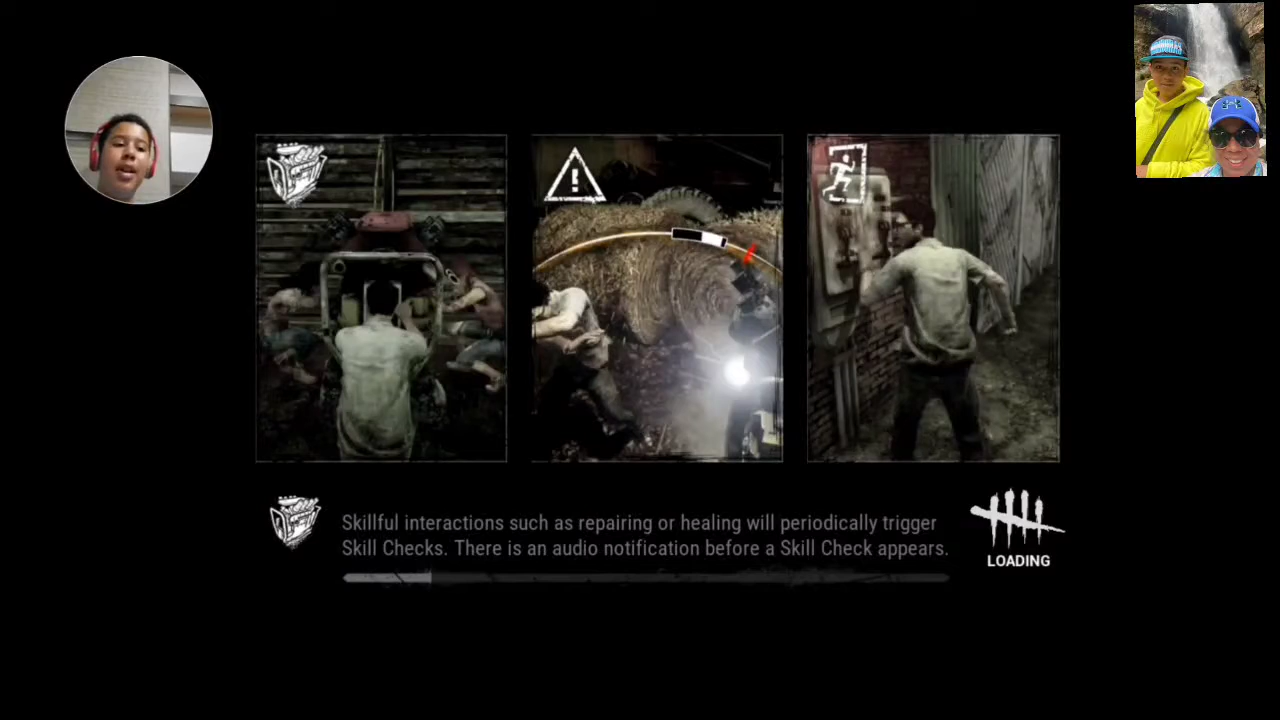 Skillful interactions such as repairing or healing will periodically trigger
Skill Checks. There is an audio notification before a Skill Check appears.
LOADING